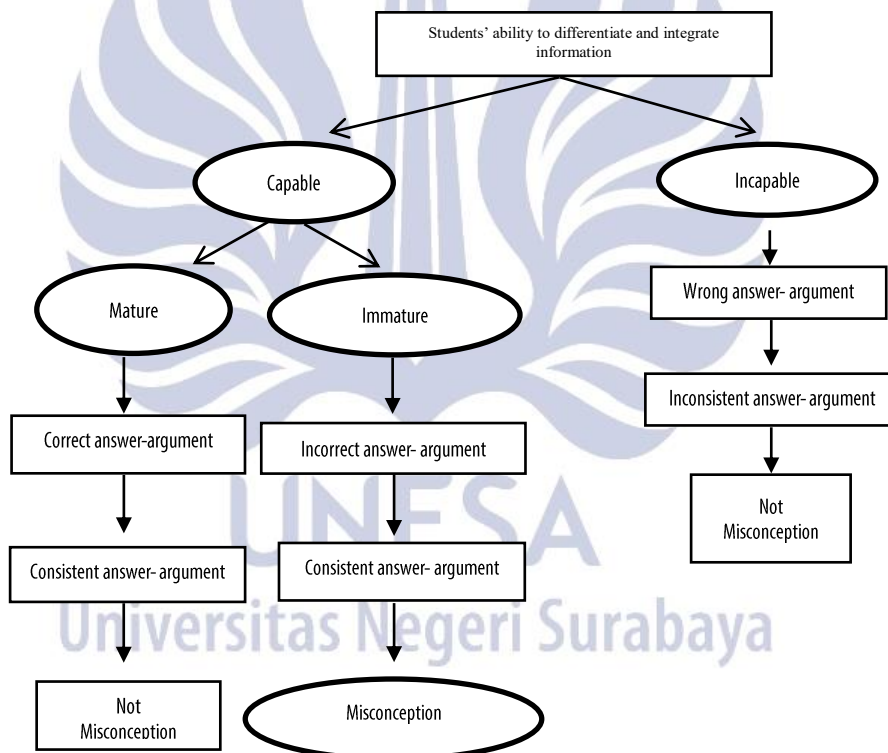 Students' ability to differentiate and integrate
information
Capable
Incapable
Mature
Immature
Wrong answer- argument
Inconsistent answer- argument
Correct answer-argument
Incorrect answer- argument
Not
Misconception
Consistent answer- argument
Consistent answer- argument
UNESA
Universitas Negeri Surabaya
Not
Misconception
Misconception